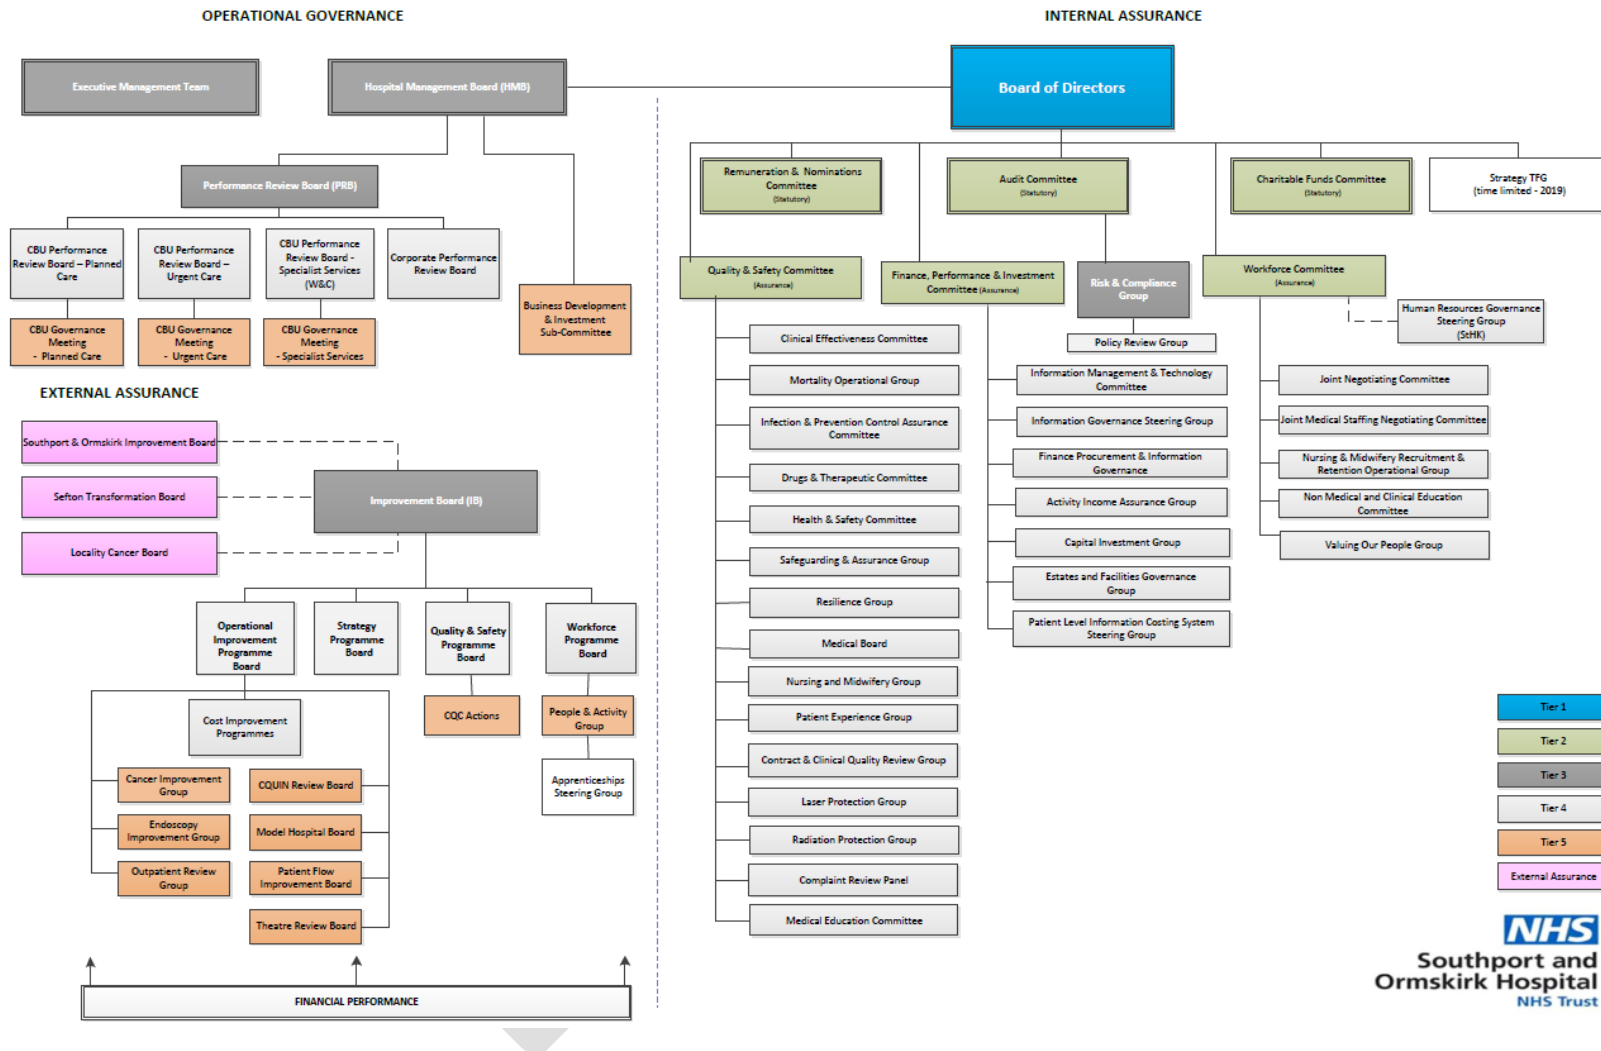 OPERATIONAL GOVERNANCE
INTERNAL ASSURANCE
Executive Management Team
Hospital Management Board (HMB)
Board of Directors
Performance Review Board (PRB)
CBU Performance
Review Board – Planned
Care
CBU Performance
Review Board –
Urgent Care
CBU Performance
Review Board -
Specialist Services
(W&C)
Corporate Performance
Review Board
CBU Governance
Meeting
- Planned Care
CBU Governance
Meeting
- Urgent Care
CBU Governance
Meeting
- Specialist Services
Business Development
& Investment
Sub-Committee
Remuneration & Nominations
Committee
(Statutory)
Audit Committee
(Statutory)
Charitable Funds Committee
(Statutory)
Strategy TFG
(time limited - 2019)
Quality & Safety Committee
(Assurance)
Finance, Performance & Investment
Committee (Assurance)
Risk & Compliance
Group
Policy Review Group
Workforce Committee
(Assurance)
Human Resources Governance
Steering Group
(StHK)
Clinical Effectiveness Committee
Mortality Operational Group
Infection & Prevention Control Assurance
Committee
Drugs & Therapeutic Committee
Health & Safety Committee
Safeguarding & Assurance Group
Resilience Group
Medical Board
Nursing and Midwifery Group
Patient Experience Group
Contract & Clinical Quality Review Group
Laser Protection Group
Radiation Protection Group
Complaint Review Panel
Medical Education Committee
Information Management & Technology
Committee
Information Governance Steering Group
Finance Procurement & Information
Governance
Activity Income Assurance Group
Capital Investment Group
Estates and Facilities Governance
Group
Patient Level Information Costing System
Steering Group
Joint Negotiating Committee
Joint Medical Staffing Negotiating Committee
Nursing & Midwifery Recruitment &
Retention Operational Group
Non Medical and Clinical Education
Committee
Valuing Our People Group
EXTERNAL ASSURANCE
Southport & Ormskirk Improvement Board
Sefton Transformation Board
Locality Cancer Board
Improvement Board (IB)
Operational
Improvement
Programme
Board
Strategy
Programme
Board
Quality & Safety
Programme
Board
Workforce
Programme
Board
Cost Improvement
Programmes
CQC Actions
People & Activity
Group
Apprenticeships
Steering Group
Cancer Improvement
Group
Endoscopy
Improvement Group
Outpatient Review
Group
CQUIN Review Board
Model Hospital Board
Patient Flow
Improvement Board
Theatre Review Board
FINANCIAL PERFORMANCE
Tier 1
Tier 2
Tier 3
Tier 4
Tier 5
External Assurance
NHS
Southport and
Ormskirk Hospital
NHS Trust